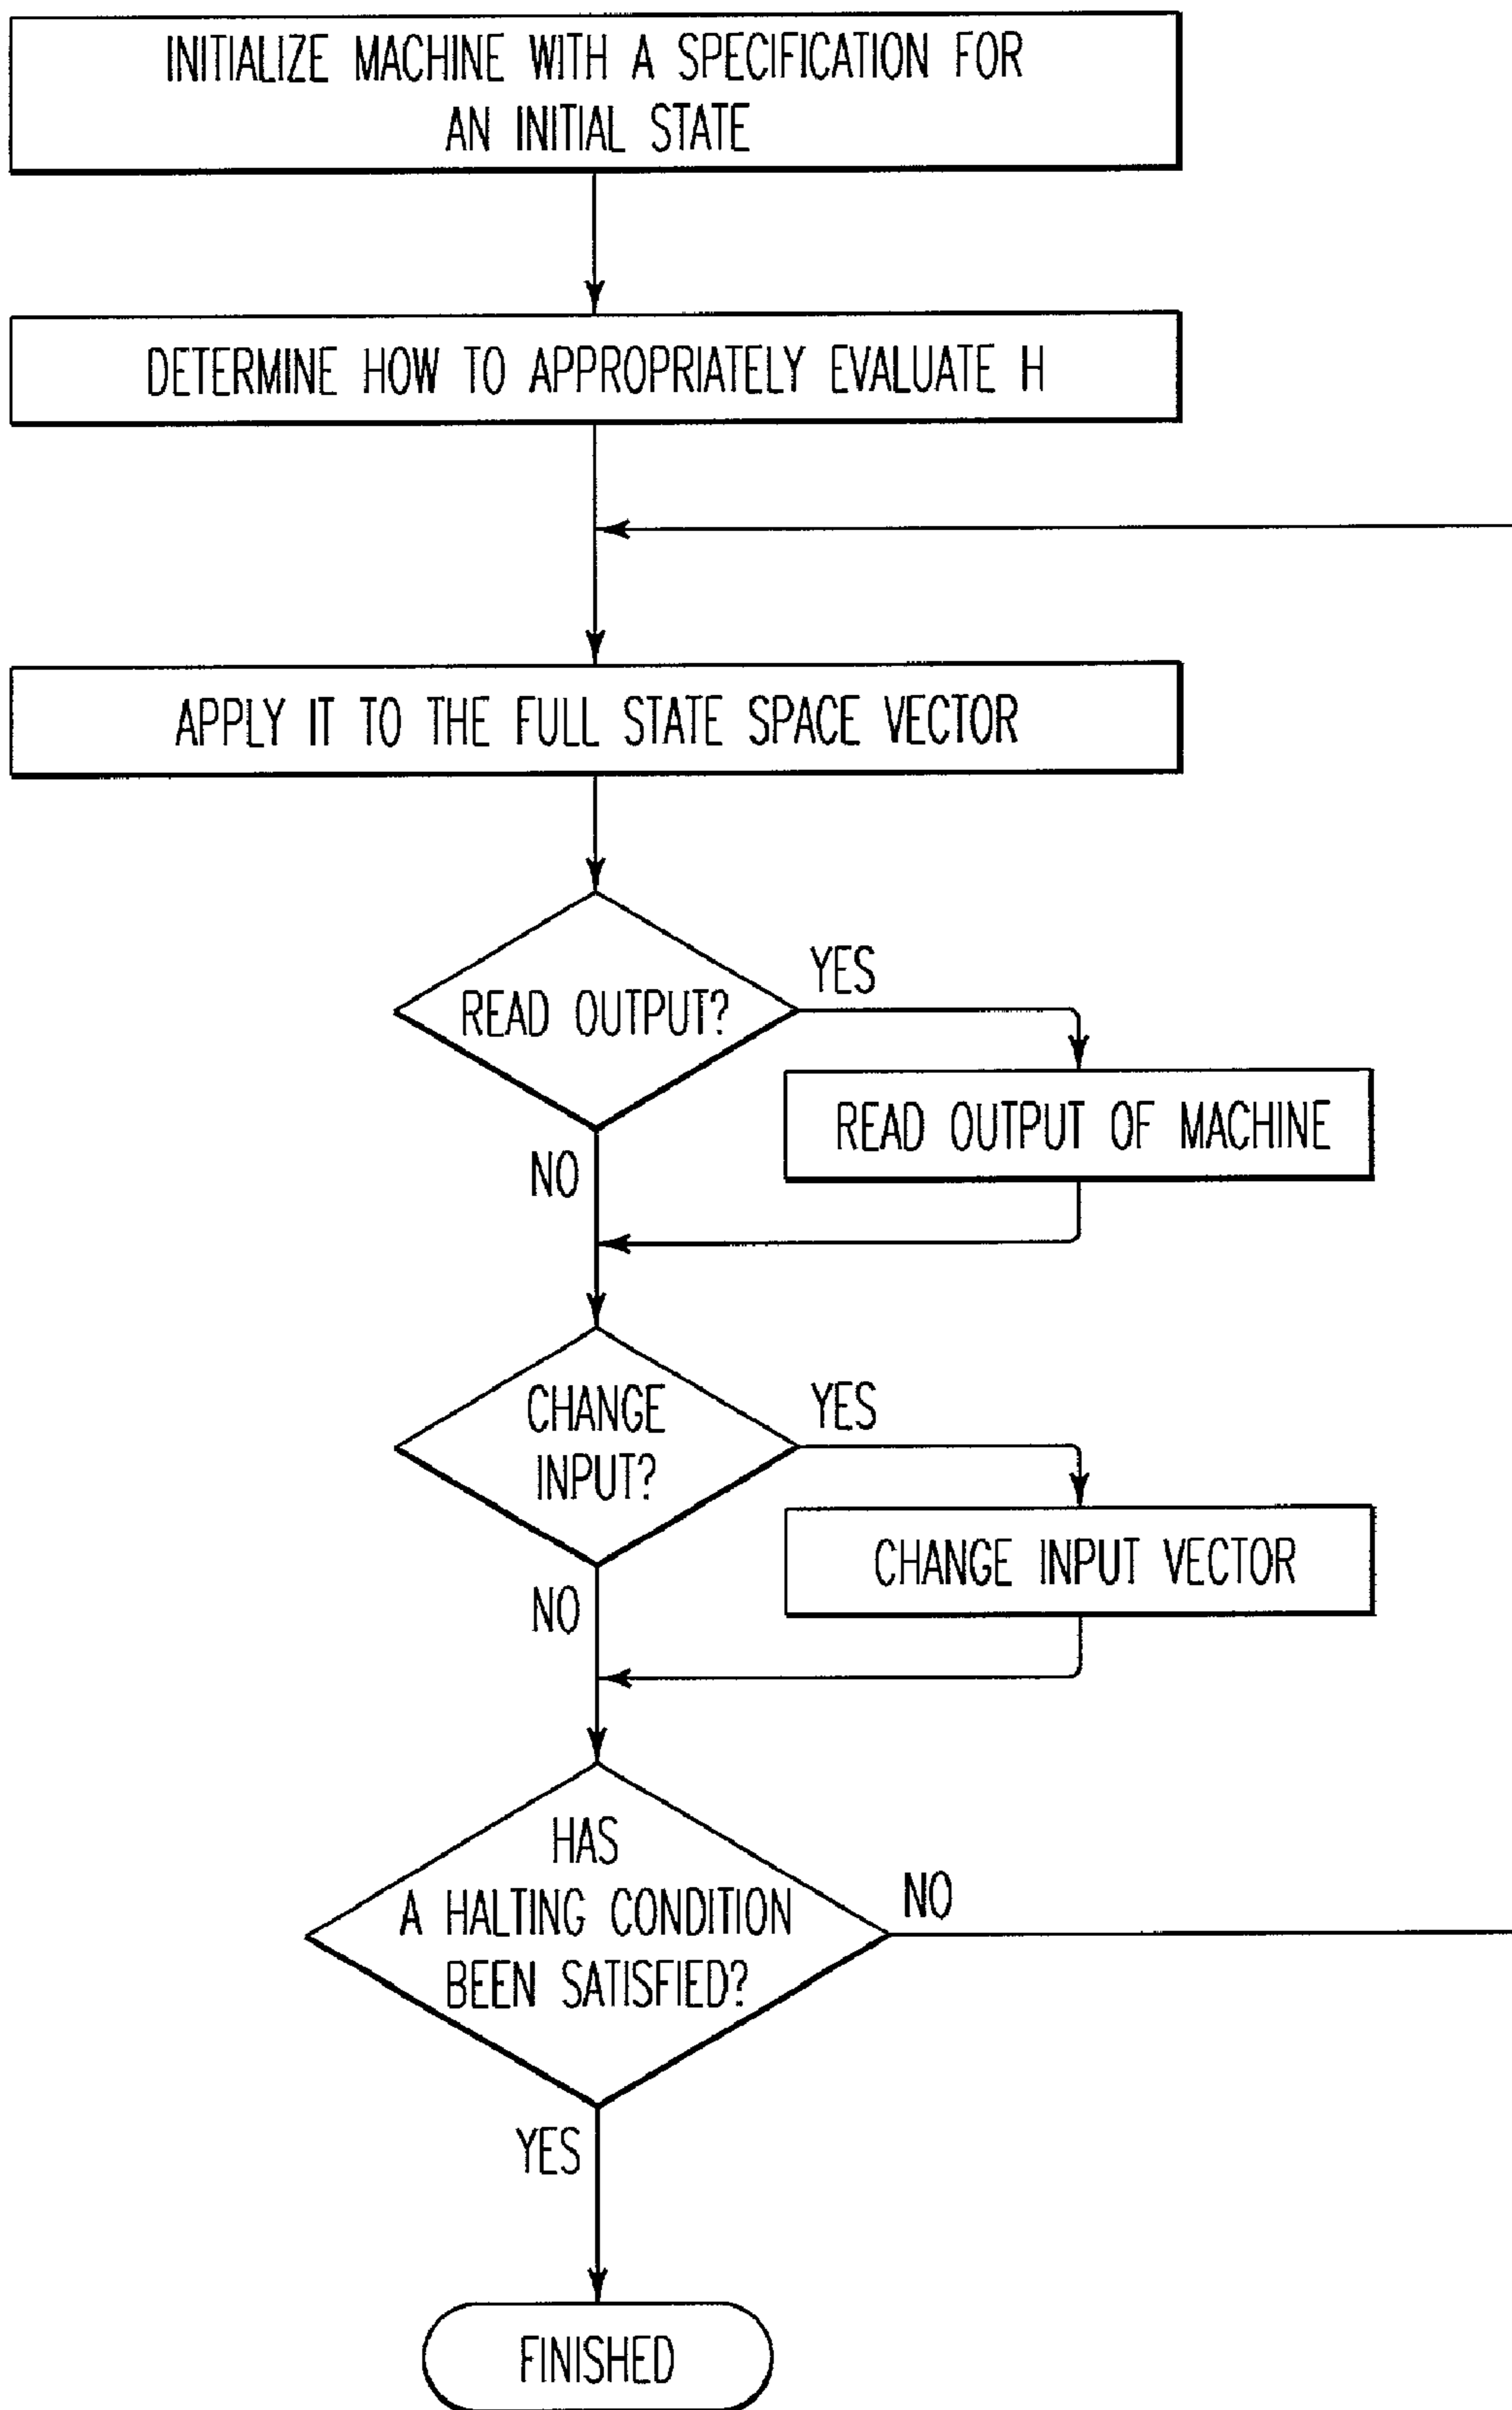 INITIALIZE MACHINE WITH A SPECIFICATION FOR
AN INITIAL STATE
DETERMINE HOW TO APPROPRIATELY EVALUATE H
APPLY IT TO THE FULL STATE SPACE VECTOR
READ OUTPUT?
YES
READ OUTPUT OF MACHINE
NO
CHANGE
INPUT?
YES
CHANGE INPUT VECTOR
NO
HAS
A HALTING CONDITION
BEEN SATISFIED?
NO
YES
FINISHED